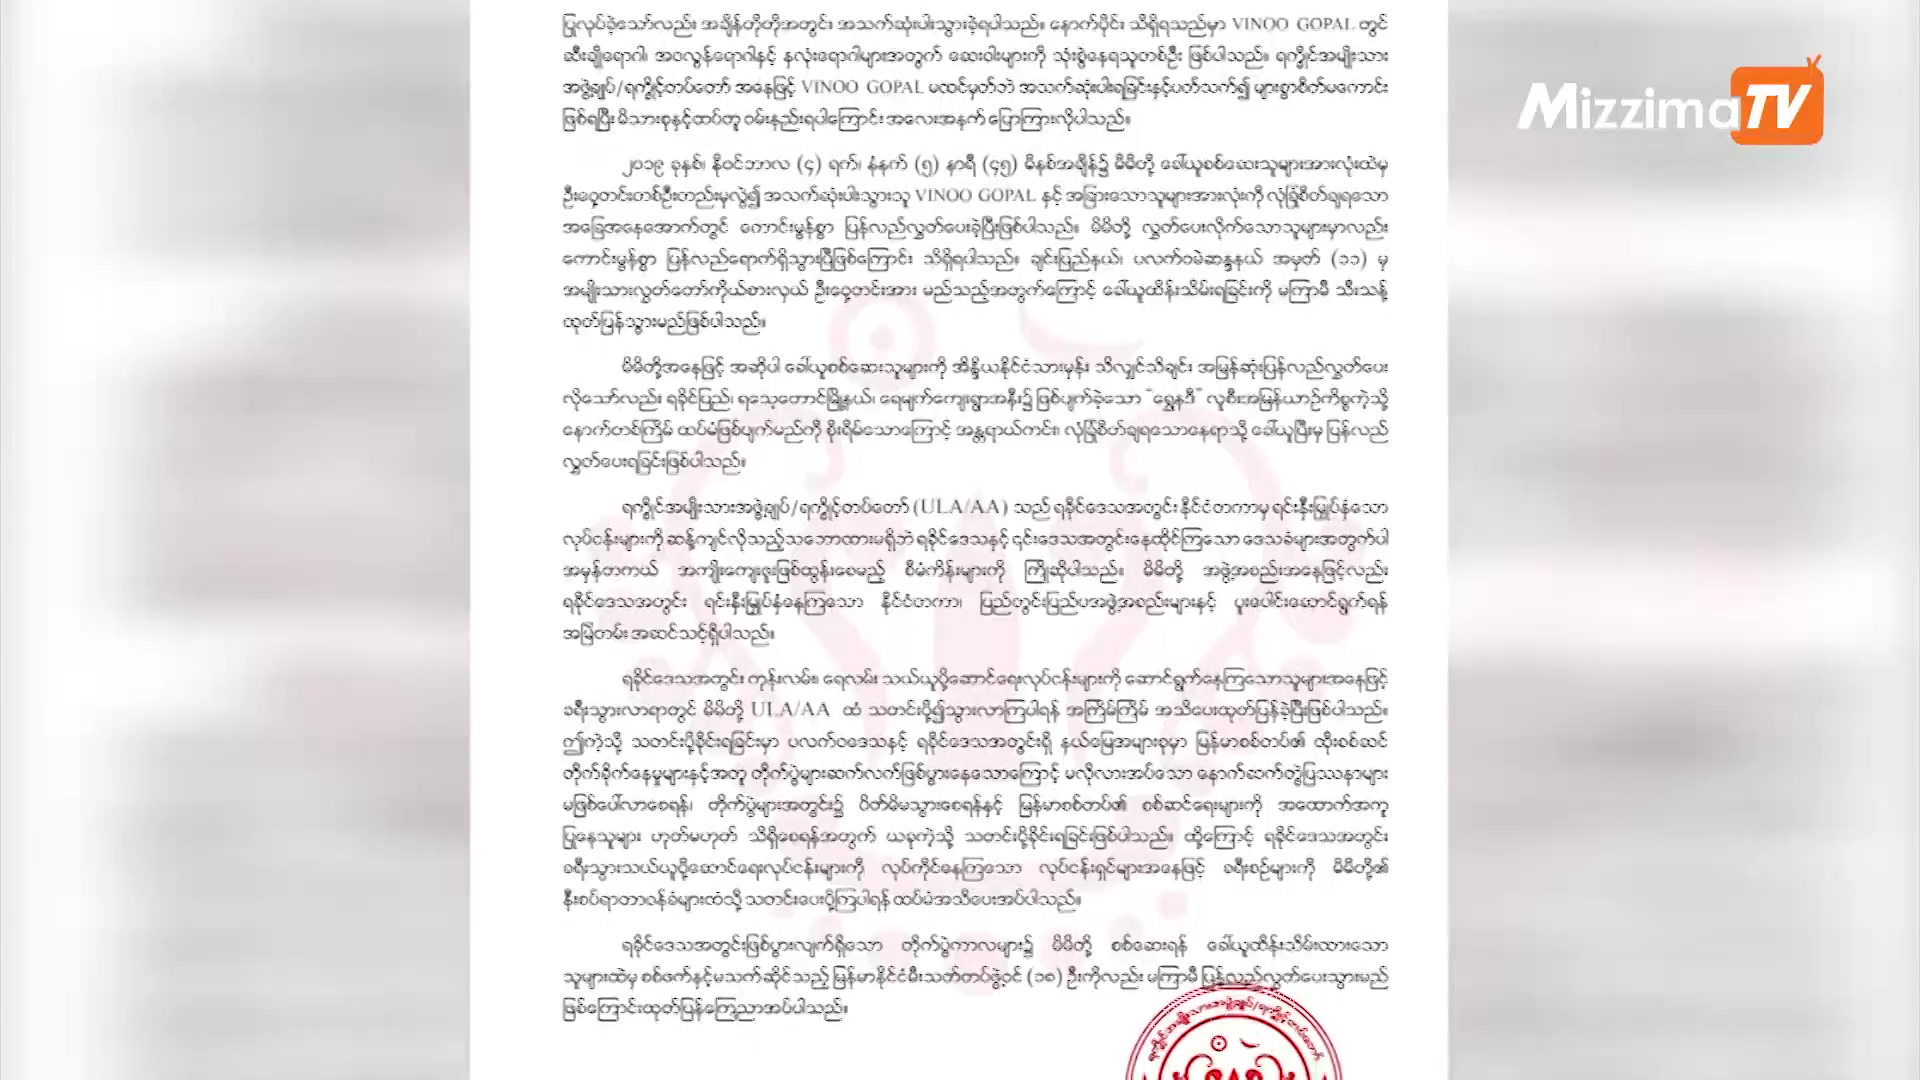 ပြုလုပ်ခဲ့သော်လည်း အချိန်တိုတိုအတွင်း အသက်ဆုံးပါးသွားခဲ့ရပါသည်။ နောက်ပိုင်း သိရှိရသည်မှာ VINOO GOPAL တွင်
ဆီးချိုရောဂါ၊ အဝလွန်ရောဂါနှင့် နှလုံးရောဂါများအတွက် ဆေးဝါးများကို သုံးစွဲနေရသူတစ်ဦး ဖြစ်ပါသည်။ ရက္ခိုင်အမျိုးသား
အဖွဲ့ချုပ်/ရက္ခိုင့်တပ်တော် အနေဖြင့် VINOO GOPAL မထင်မှတ်ဘဲ အသက်ဆုံးပါးရခြင်းနှင့်ပတ်သက်၍ များစွာစိတ်မကောင်း
ဖြစ်ရပြီး မိသားစုနှင့်ထပ်တူ ဝမ်းနည်းရပါကြောင်း အလေးအနက် ပြောကြားလိုပါသည်။
၂၀၁၉ ခုနှစ်၊ နိုဝင်ဘာလ (၄) ရက်၊ နံနက် (၅) နာရီ (၄၅) မိနစ်အချိန်၌ မိမိတို့ ခေါ်ယူစစ်ဆေးသူများအားလုံးထဲမှ
ဦးဝေ့တင်းတစ်ဦးတည်းမှလွဲ၍ အသက်ဆုံးပါးသွားသူ VINOO GOPAL နှင့် အခြားသောသူများအားလုံးကို လုံခြုံစိတ်ချရသော
အခြေအနေအောက်တွင် ကောင်းမွန်စွာ ပြန်လည်လွှတ်ပေးခဲ့ပြီးဖြစ်ပါသည်။ မိမိတို့ လွှတ်ပေးလိုက်သောသူများမှာလည်း
ကောင်းမွန်စွာ ပြန်လည်ရောက်ရှိသွားပြီဖြစ်ကြောင်း သိရှိရပါသည်။ ချင်းပြည်နယ်၊ ပလက်ဝမဲဆန္ဒနယ် အမှတ် (၁၁) မှ
အမျိုးသားလွှတ်တော်ကိုယ်စားလှယ် ဦးဝေ့တင်းအား မည်သည့်အတွက်ကြောင့် ခေါ်ယူထိန်းသိမ်းရခြင်းကို မကြာမီ သီးသန့်
ထုတ်ပြန်သွားမည်ဖြစ်ပါသည်။
မိမိတို့အနေဖြင့် အဆိုပါ ခေါ်ယူစစ်ဆေးသူများကို အိန္ဒိယနိုင်ငံသားမှန်း သိလျှင်သိချင်း အမြန်ဆုံးပြန်လည်လွှတ်ပေး
လိုသော်လည်း ရခိုင်ပြည်၊ ရသေ့တောင်မြို့နယ်၊ ရေမျက်ကျေးရွာအနီး၌ ဖြစ်ပျက်ခဲ့သော "ရွှေနဒီ" လူစီးအမြန်ယာဉ်ကိစ္စကဲ့သို့
နောက်တစ်ကြိမ် ထပ်မံဖြစ်ပျက်မည်ကို စိုးရိမ်သောကြောင့် အန္တရာယ်ကင်း၊ လုံခြုံစိတ်ချရသောနေရာသို့ ခေါ်ယူပြီးမှ ပြန်လည်
လွှတ်ပေးရခြင်းဖြစ်ပါသည်။
ရက္ခိုင်အမျိုးသားအဖွဲ့ချုပ်/ရက္ခိုင့်တပ်တော် (ULA/AA) သည် ရခိုင်ဒေသအတွင်း နိုင်ငံတကာမှ ရင်းနှီးမြှုပ်နှံသော
လုပ်ငန်းများကို ဆန့်ကျင်လိုသည့်သဘောထားမရှိဘဲ ရခိုင်ဒေသနှင့် ၎င်းဒေသအတွင်းနေထိုင်ကြသော ဒေသခံများအတွက်ပါ
အမှန်တကယ် အကျိုးကျေးဇူးဖြစ်ထွန်းစေမည့် စီမံကိန်းများကို ကြိုဆိုပါသည်။ မိမိတို့ အဖွဲ့အစည်းအနေဖြင့်လည်း
ရခိုင်ဒေသအတွင်း ရင်းနှီးမြှုပ်နှံနေကြသော နိုင်ငံတကာ၊ ပြည်တွင်းပြည်ပအဖွဲ့အစည်းများနှင့် ပူးပေါင်းဆောင်ရွက်ရန်
အမြဲတမ်း အဆင်သင့်ရှိပါသည်။
ရခိုင်ဒေသအတွင်း ကုန်းလမ်း၊ ရေလမ်း သယ်ယူပို့ဆောင်ရေးလုပ်ငန်းများကို ဆောင်ရွက်နေကြသောသူများအနေဖြင့်
ခရီးသွားလာရာတွင် မိမိတို့ ULA/AA ထံ သတင်းပို့၍သွားလာကြပါရန် အကြိမ်ကြိမ် အသိပေးထုတ်ပြန်ခဲ့ပြီးဖြစ်ပါသည်။
ဤကဲ့သို့ သတင်းပို့ခိုင်းရခြင်းမှာ ပလက်ဝဒေသနှင့် ရခိုင်ဒေသအတွင်းရှိ နယ်မြေအများစုမှာ မြန်မာစစ်တပ်၏ ထိုးစစ်ဆင်
တိုက်ခိုက်နေမှုများနှင့်အတူ တိုက်ပွဲများဆက်လက်ဖြစ်ပွားနေသောကြောင့် မလိုလားအပ်သော နောက်ဆက်တွဲပြဿနာများ
မဖြစ်ပေါ်လာစေရန်၊ တိုက်ပွဲများအတွင်း၌ ပိတ်မိမသွားစေရန်နှင့် မြန်မာစစ်တပ်၏ စစ်ဆင်ရေးများကို အထောက်အကူ
ပြုနေသူများ ဟုတ်မဟုတ် သိရှိစေရန်အတွက် ယခုကဲ့သို့ သတင်းပို့ခိုင်းရခြင်းဖြစ်ပါသည်။ ထို့ကြောင့် ရခိုင်ဒေသအတွင်း
ခရီးသွားသယ်ယူပို့ဆောင်ရေးလုပ်ငန်းများကို လုပ်ကိုင်နေကြသော လုပ်ငန်းရှင်များအနေဖြင့် ခရီးစဉ်များကို မိမိတို့၏
နီးစပ်ရာတာဝန်ခံများထံသို့ သတင်းပေးပို့ကြပါရန် ထပ်မံအသိပေးအပ်ပါသည်။
ရခိုင်ဒေသအတွင်းဖြစ်ပွားလျက်ရှိသော တိုက်ပွဲကာလများ၌ မိမိတို့ စစ်ဆေးရန် ခေါ်ယူထိန်းသိမ်းထားသော
သူများထဲမှ စစ်ဖက်နှင့်မသက်ဆိုင်သည့် မြန်မာနိုင်ငံမီးသတ်တပ်ဖွဲ့ဝင် (၁၈) ဦးကိုလည်း မကြာမီ ပြန်လည်လွှတ်ပေးသွားမည်
ဖြစ်ကြောင်းထုတ်ပြန်ကြေညာအပ်ပါသည်။
Mizzima TV
ရက္ခိုင်အမျိုးသားအဖွဲ့ချုပ်/ရက္ခိုင့်တပ်တော်